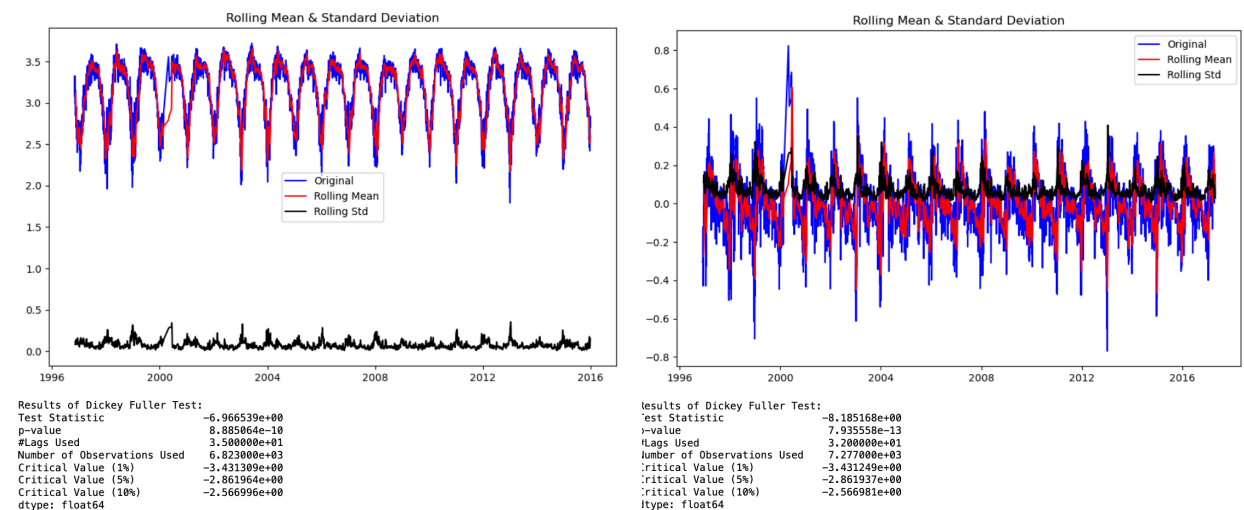 Rolling Mean & Standard Deviation
3.5
3.0
2.5
2.0
1.5
1.0
0.5
0.0
Original
Rolling Mean
Rolling Std
1996
2000
2004
2008
2012
2016
Results of Dickey Fuller Test:
Test Statistic -6.966539e+00
p-value 8.885064e-10
#Lags Used 3.500000e+01
Number of Observations Used 6.823000e+03
Critical Value (1%) -3.431309e+00
Critical Value (5%) -2.861964e+00
Critical Value (10%) -2.566996e+00
dtype: float64
Rolling Mean & Standard Deviation
0.8
0.6
0.4
0.2
0.0
−0.2
−0.4
−0.6
−0.8
Original
Rolling Mean
Rolling Std
1996
2000
2004
2008
2012
2016
Results of Dickey Fuller Test:
Test Statistic -8.185168e+00
p-value 7.935558e-13
#Lags Used 3.200000e+01
Number of Observations Used 7.277000e+03
Critical Value (1%) -3.431249e+00
Critical Value (5%) -2.861937e+00
Critical Value (10%) -2.566981e+00
dtype: float64